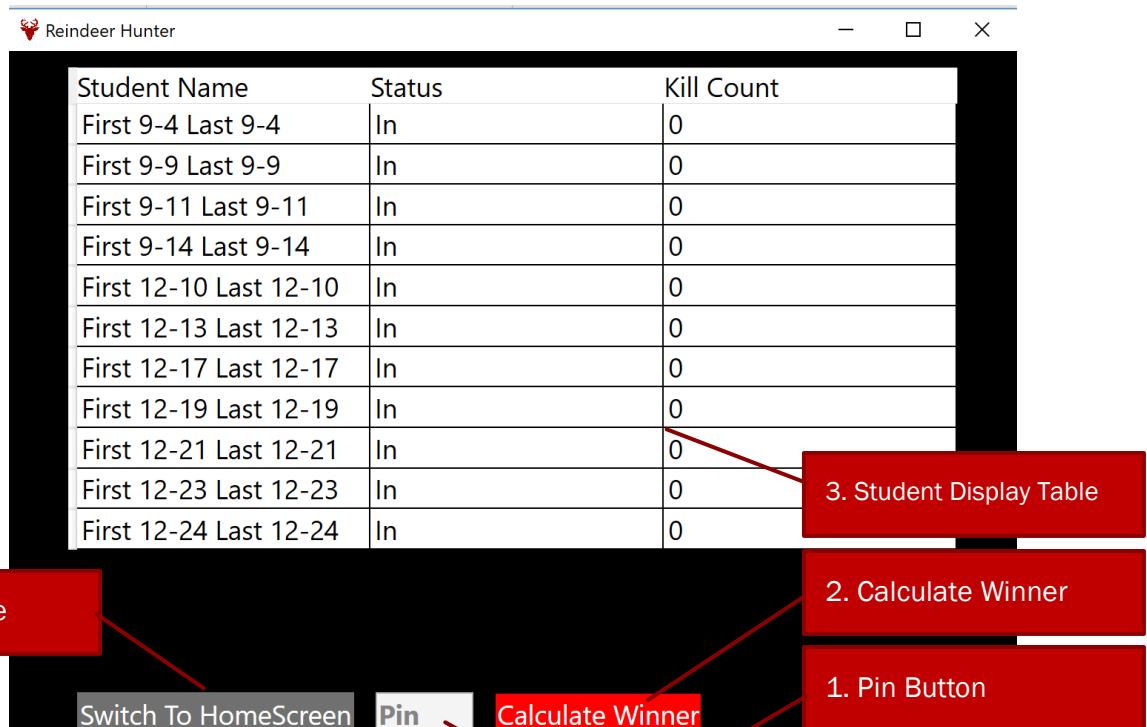 Reindeer Hunter
Student Name Status Kill Count
First 9-4 Last 9-4 In 0
First 9-9 Last 9-9 In 0
First 9-11 Last 9-11 In 0
First 9-14 Last 9-14 In 0
First 12-10 Last 12-10 In 0
First 12-13 Last 12-13 In 0
First 12-17 Last 12-17 In 0
First 12-19 Last 12-19 In 0
First 12-21 Last 12-21 In 0
First 12-23 Last 12-23 In 0
First 12-24 Last 12-24 In 0
3. Student Display Table
2. Calculate Winner
1. Pin Button
Switch To HomeScreen Pin Calculate Winner